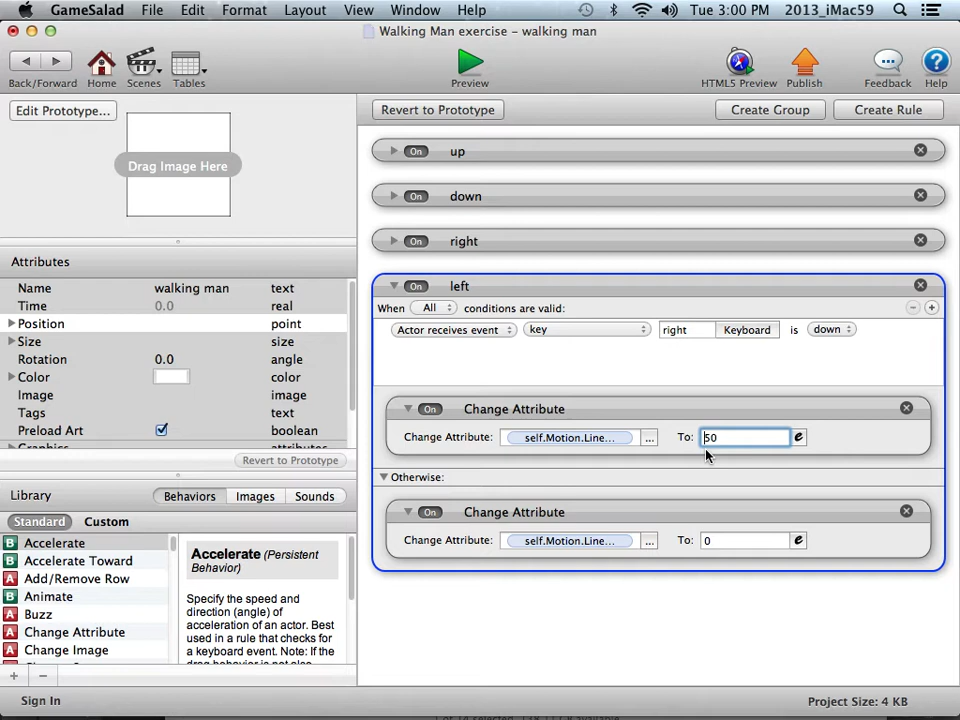 GameSalad File Edit Format Layout View Window Help Tue 3:00 PM 2013_iMac59
Walking Man exercise – walking man
Back/Forward Home Scenes Tables Preview HTML5 Preview Publish Feedback Help
Edit Prototype...
Drag Image Here
Revert to Prototype Create Group Create Rule
On up
On down
On right
On left
When All conditions are valid:
Actor receives event key right Keyboard is down
On Change Attribute
Change Attribute: self.Motion.Line... ... To: 50 e
Otherwise:
On Change Attribute
Change Attribute: self.Motion.Line... ... To: 0 e
Attributes
Name walking man text
Time 0.0 real
Position point
Size size
Rotation 0.0 angle
Color color
Image image
Tags text
Preload Art boolean
Revert to Prototype
Library Behaviors Images Sounds
Standard Custom
B Accelerate
B Accelerate Toward
A Add/Remove Row
B Animate
A Buzz
A Change Attribute
A Change Image
Accelerate (Persistent
Behavior)
Specify the speed and
direction (angle) of
acceleration of an actor. Best
used in a rule that checks for
a keyboard event. Note: If the
Sign In Project Size: 4 KB